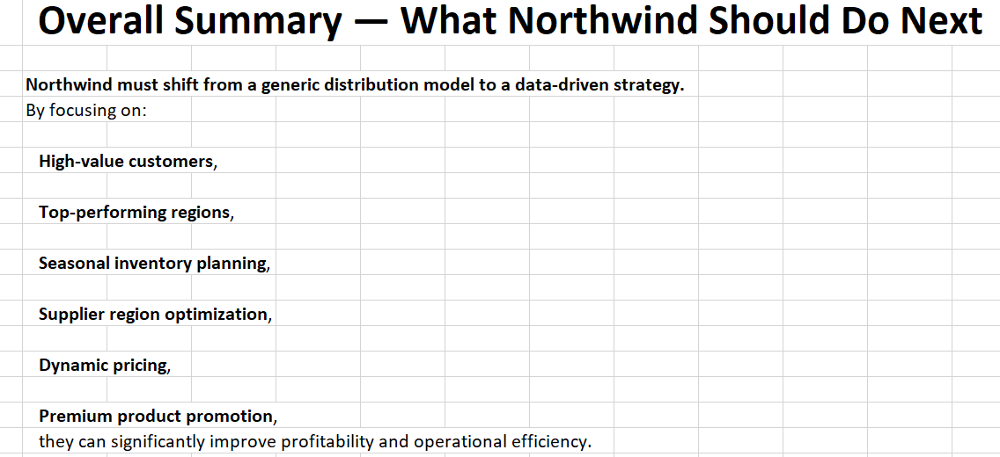 Overall Summary — What Northwind Should Do Next
Northwind must shift from a generic distribution model to a data-driven strategy.
By focusing on:
High-value customers,
Top-performing regions,
Seasonal inventory planning,
Supplier region optimization,
Dynamic pricing,
Premium product promotion,
they can significantly improve profitability and operational efficiency.